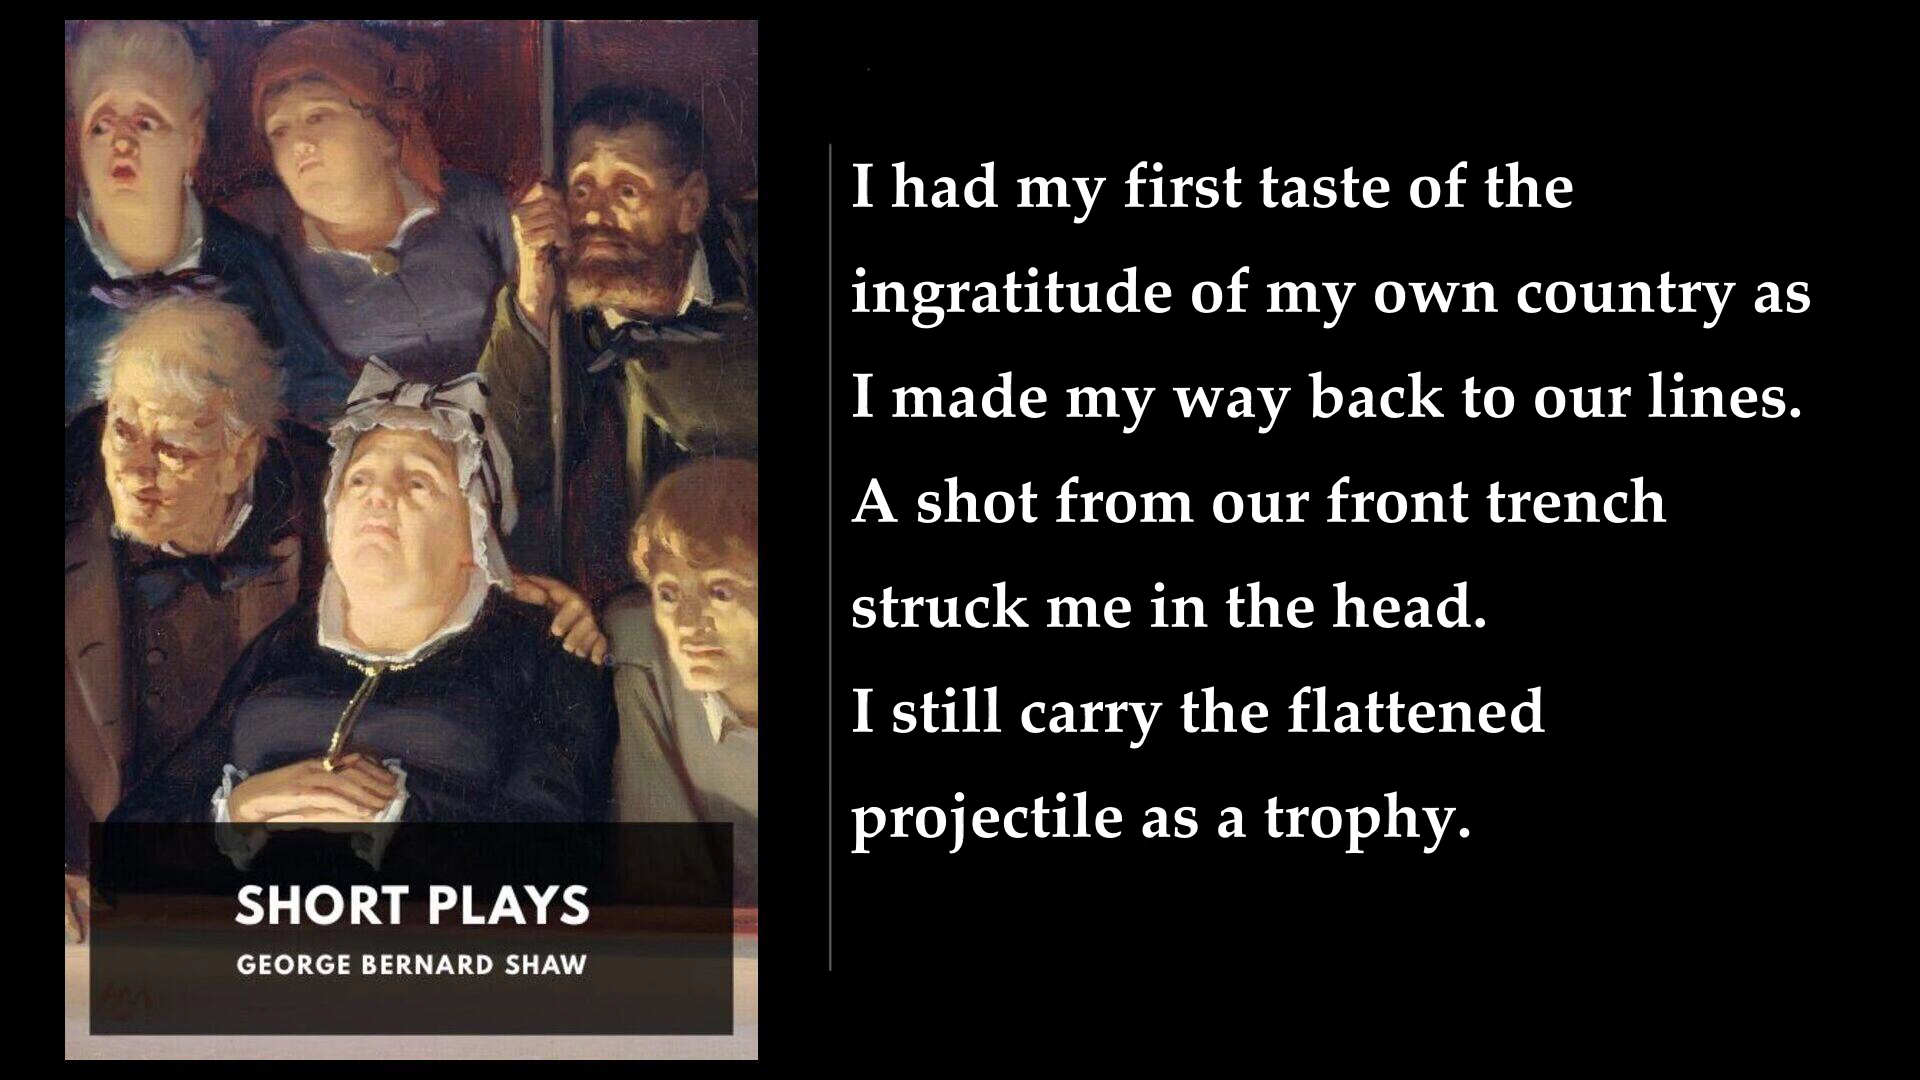 I had my first taste of the
ingratitude of my own country as
I made my way back to our lines.
A shot from our front trench
struck me in the head.
I still carry the flattened
projectile as a trophy.
SHORT PLAYS
GEORGE BERNARD SHAW